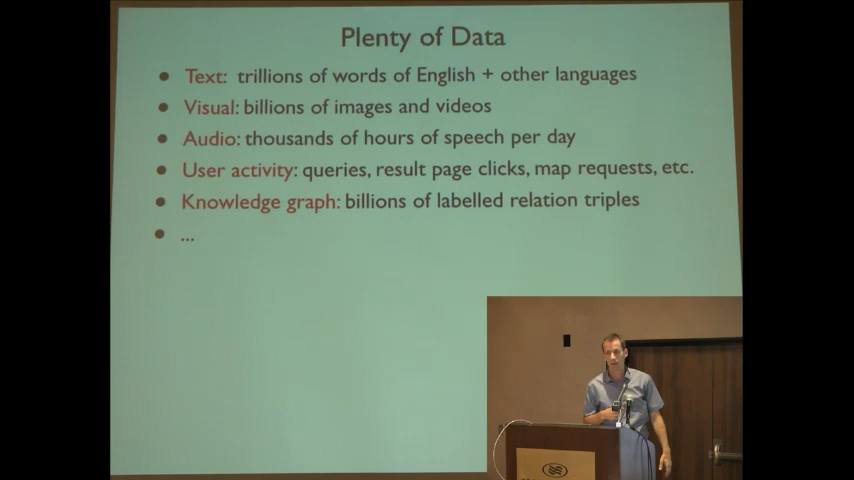 Plenty of Data
• Text: trillions of words of English + other languages
• Visual: billions of images and videos
• Audio: thousands of hours of speech per day
• User activity: queries, result page clicks, map requests, etc.
• Knowledge graph: billions of labelled relation triples
• ...